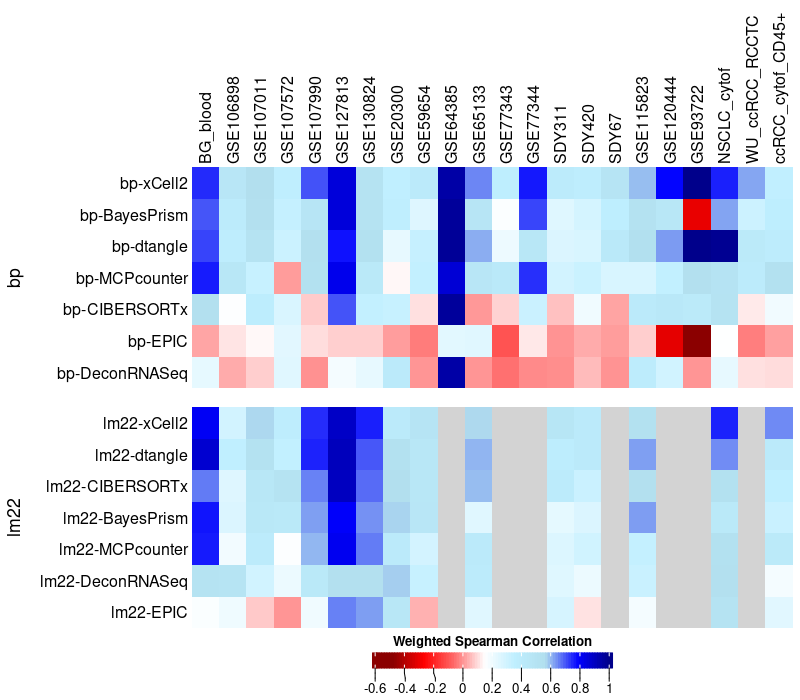 BG_blood
GSE106898
GSE107011
GSE107572
GSE107990
GSE127813
GSE130824
GSE20300
GSE59654
GSE64385
GSE65133
GSE77343
GSE77344
SDY311
SDY420
SDY67
GSE115823
GSE120444
GSE93722
NSCLC_cytof
WU_ccRCC_RCCTC
ccRCC_cytof_CD45+
bp
bp-xCell2
bp-BayesPrism
bp-dtangle
bp-MCPcounter
bp-CIBERSORTx
bp-EPIC
bp-DeconRNASeq
lm22
lm22-xCell2
lm22-dtangle
lm22-CIBERSORTx
lm22-BayesPrism
lm22-MCPcounter
lm22-DeconRNASeq
lm22-EPIC
Weighted Spearman Correlation
-0.6 -0.4 -0.2 0 0.2 0.4 0.6 0.8 1